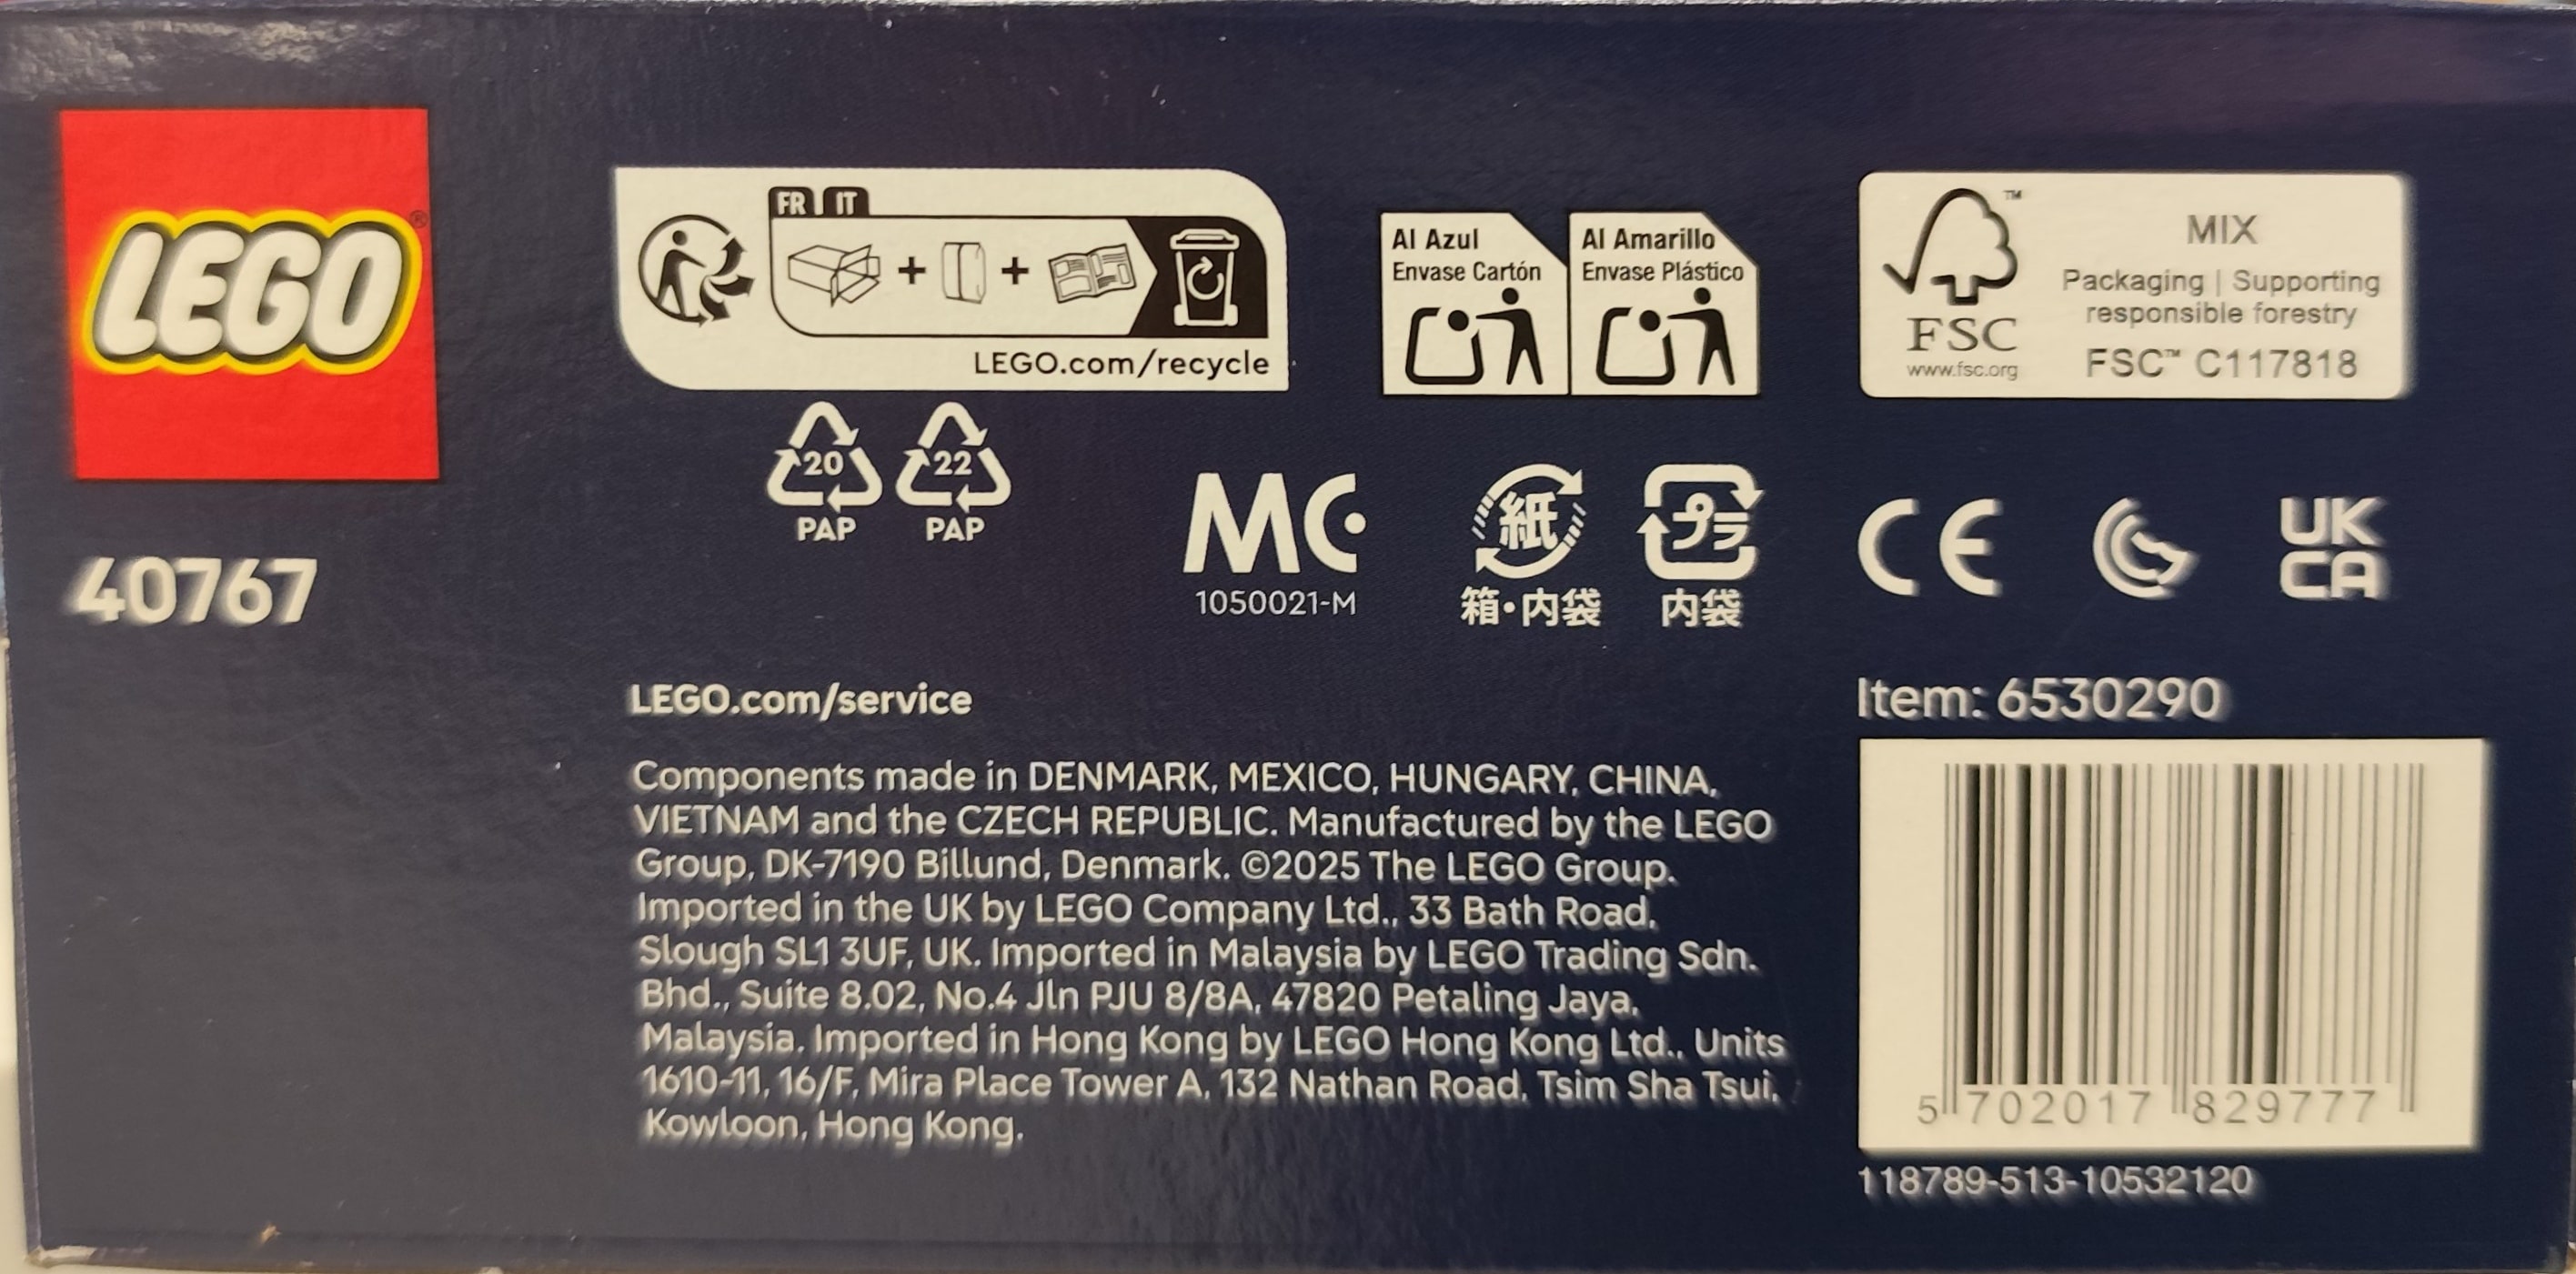 LEGO®
40767
FR IT
LEGO.com/recycle
20
PAP
22
PAP
Al Azul
Envase Cartón
Al Amarillo
Envase Plástico
™
FSC
www.fsc.org
MIX
Packaging | Supporting
responsible forestry
FSC™ C117818
MC
1050021-M
紙
箱・内袋
プラ
内袋
CE
UK
CA
LEGO.com/service
Components made in DENMARK, MEXICO, HUNGARY, CHINA,
VIETNAM and the CZECH REPUBLIC. Manufactured by the LEGO
Group, DK-7190 Billund, Denmark. ©2025 The LEGO Group.
Imported in the UK by LEGO Company Ltd., 33 Bath Road,
Slough SL1 3UF, UK. Imported in Malaysia by LEGO Trading Sdn.
Bhd., Suite 8.02, No.4 Jln PJU 8/8A, 47820 Petaling Jaya,
Malaysia. Imported in Hong Kong by LEGO Hong Kong Ltd., Units
1610-11, 16/F, Mira Place Tower A, 132 Nathan Road, Tsim Sha Tsui,
Kowloon, Hong Kong.
Item: 6530290
5 702017 829777
118789-513-10532120